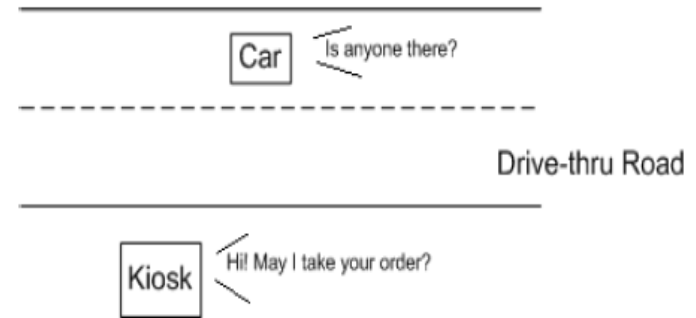 Car
Is anyone there?
Drive-thru Road
Kiosk
Hi! May I take your order?